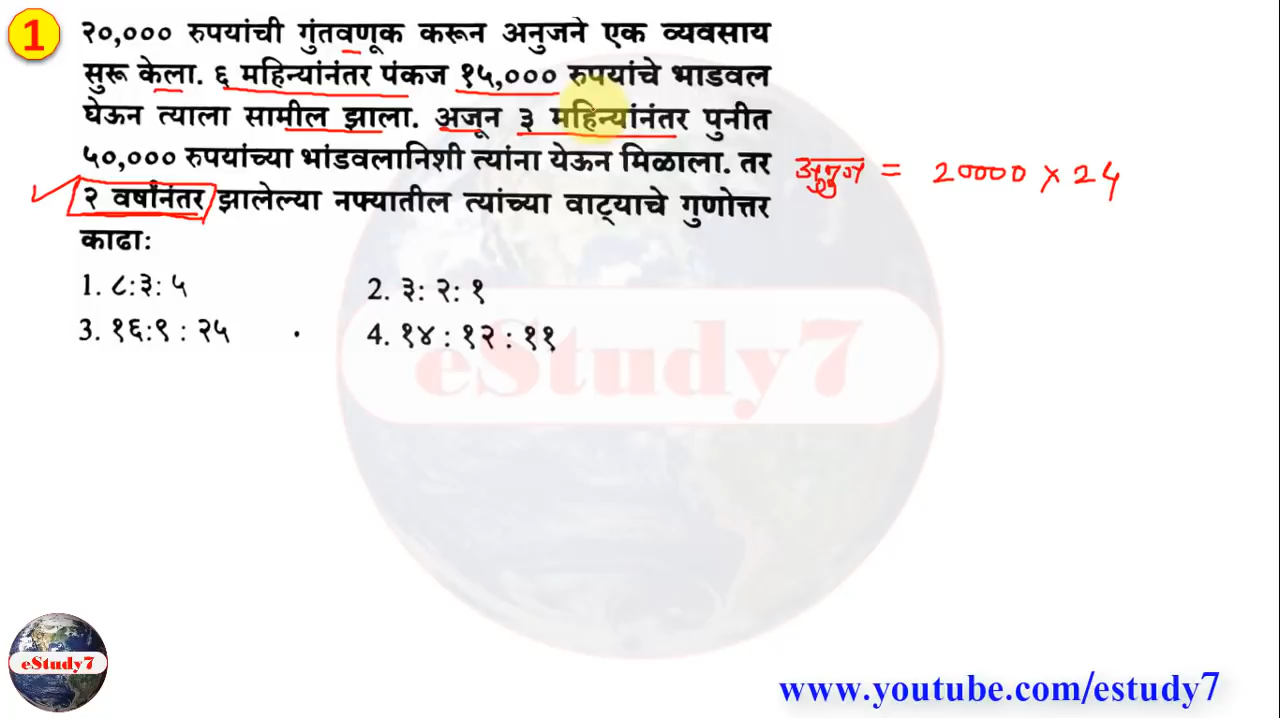 1
२०,००० रुपयांची गुंतवणूक करून अनुजने एक व्यवसाय
सुरू केला. ६ महिन्यांनंतर पंकज १५,००० रुपयांचे भाडवल
घेऊन त्याला सामील झाला. अजून ३ महिन्यांनंतर पुनीत
५०,००० रुपयांच्या भांडवलानिशी त्यांना येऊन मिळाला. तर
२ वर्षांनंतर झालेल्या नफ्यातील त्यांच्या वाट्याचे गुणोत्तर
काढाः
अनुज = 20000 × 24
1. ८:३: ५
2. ३: २: १
3. १६:९ : २५
4. १४ : १२ : ११
eStudy7
eStudy7
www.youtube.com/estudy7